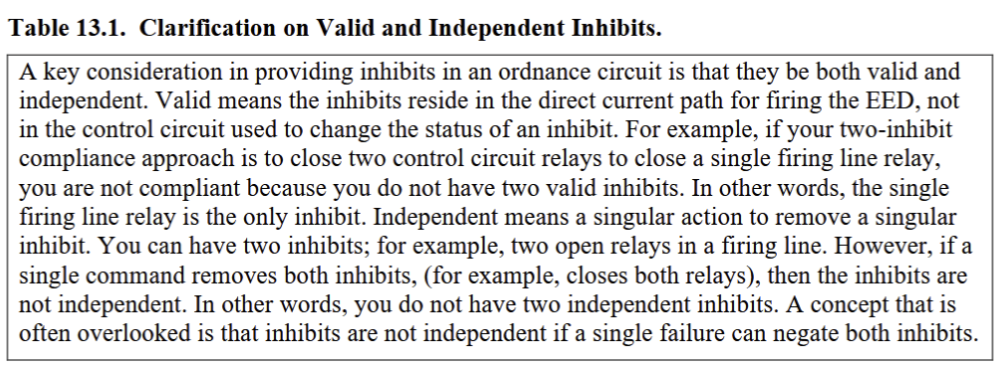 Table 13.1.  Clarification on Valid and Independent Inhibits.
A key consideration in providing inhibits in an ordnance circuit is that they be both valid and
independent. Valid means the inhibits reside in the direct current path for firing the EED, not
in the control circuit used to change the status of an inhibit. For example, if your two-inhibit
compliance approach is to close two control circuit relays to close a single firing line relay,
you are not compliant because you do not have two valid inhibits. In other words, the single
firing line relay is the only inhibit. Independent means a singular action to remove a singular
inhibit. You can have two inhibits; for example, two open relays in a firing line. However, if a
single command removes both inhibits, (for example, closes both relays), then the inhibits are
not independent. In other words, you do not have two independent inhibits. A concept that is
often overlooked is that inhibits are not independent if a single failure can negate both inhibits.